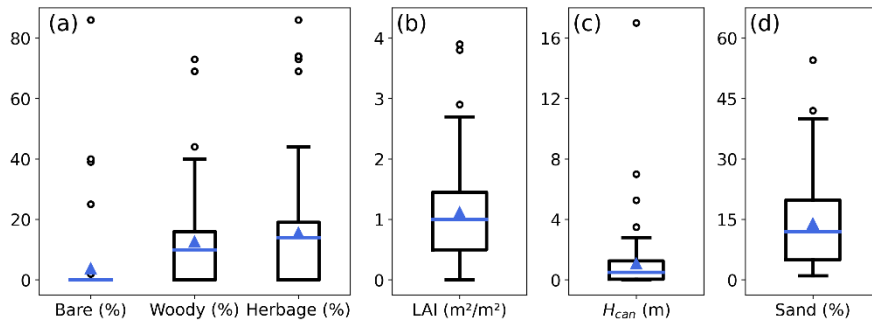 (a)
80
60
40
20
0
Bare (%) Woody (%) Herbage (%)
(b)
4
3
2
1
0
LAI (m²/m²)
(c)
16
12
8
4
0
H_can (m)
(d)
60
45
30
15
0
Sand (%)